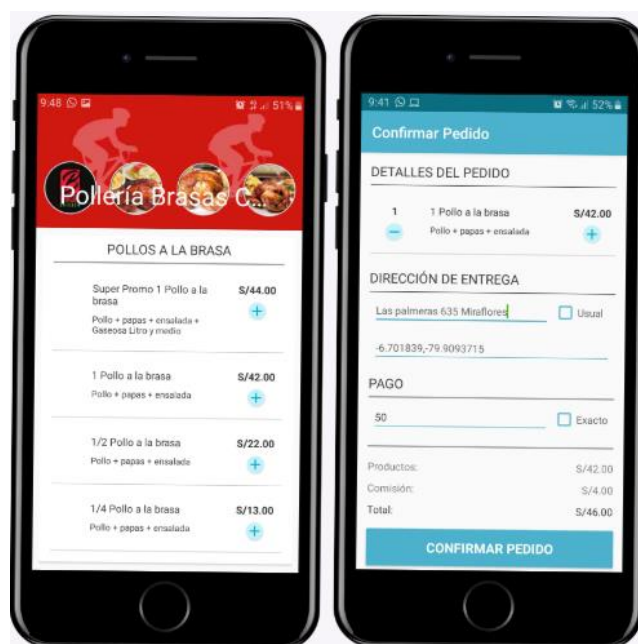 9:48
51%
Pollería Brasas C...
POLLOS A LA BRASA
Super Promo 1 Pollo a la
brasa
S/44.00
Pollo + papas + ensalada +
Gaseosa Litro y medio
+
1 Pollo a la brasa
S/42.00
Pollo + papas + ensalada
+
1/2 Pollo a la brasa
S/22.00
Pollo + papas + ensalada
+
1/4 Pollo a la brasa
S/13.00
Pollo + papas + ensalada
+
9:41
52%
Confirmar Pedido
DETALLES DEL PEDIDO
1
1 Pollo a la brasa
S/42.00
−
Pollo + papas + ensalada
+
DIRECCIÓN DE ENTREGA
Las palmeras 635 Miraflores
Usual
-6.701839,-79.9093715
PAGO
50
Exacto
Productos:
S/42.00
Comisión:
S/4.00
Total:
S/46.00
CONFIRMAR PEDIDO